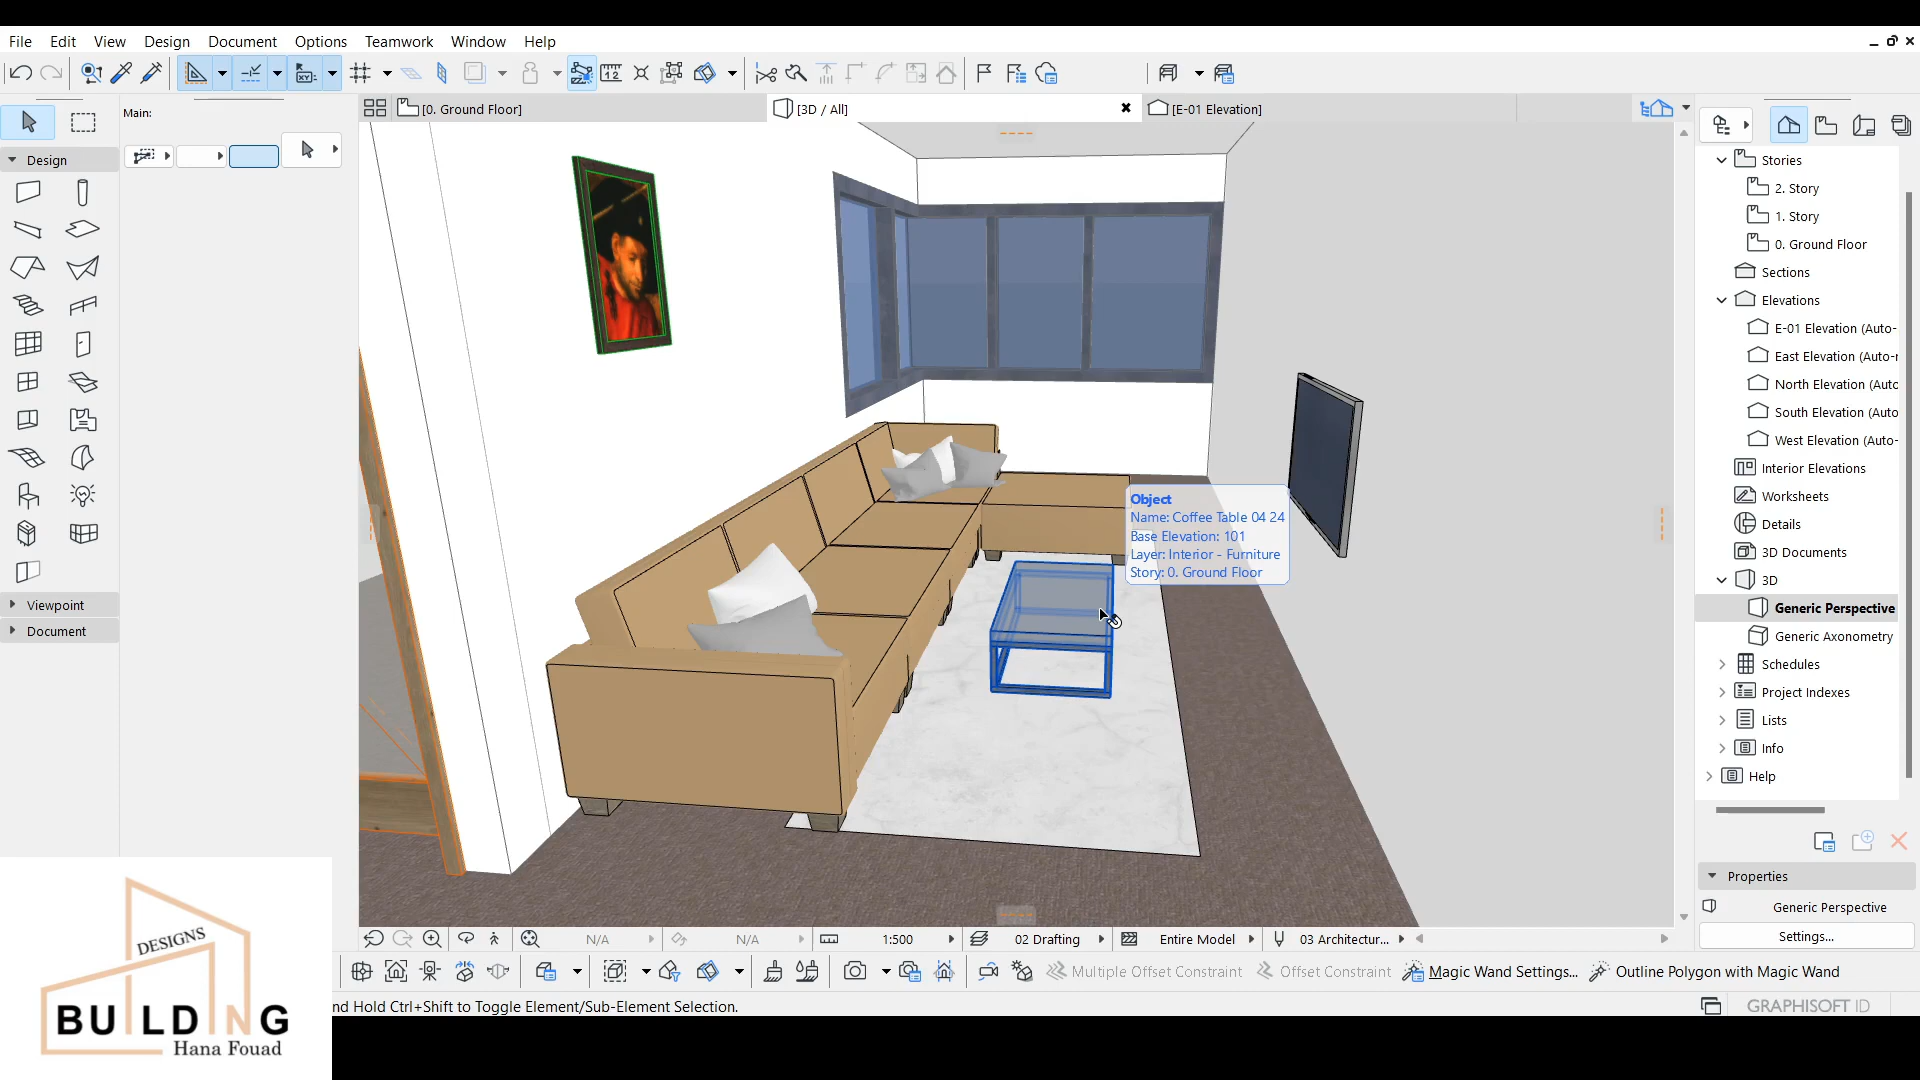 File Edit View Design Document Options Teamwork Window Help
Main:
[0. Ground Floor]
[3D / All]
[E-01 Elevation]
Design
Viewpoint
Document
Object
Name: Coffee Table 04 24
Base Elevation: 101
Layer: Interior - Furniture
Story: 0. Ground Floor
Stories
2. Story
1. Story
0. Ground Floor
Sections
Elevations
E-01 Elevation (Auto-
East Elevation (Auto-r
North Elevation (Autc
South Elevation (Auto
West Elevation (Auto-
Interior Elevations
Worksheets
Details
3D Documents
3D
Generic Perspective
Generic Axonometry
Schedules
Project Indexes
Lists
Info
Help
Properties
Generic Perspective
Settings...
N/A N/A 1:500 02 Drafting Entire Model 03 Architectur...
Multiple Offset Constraint Offset Constraint Magic Wand Settings... Outline Polygon with Magic Wand
nd Hold Ctrl+Shift to Toggle Element/Sub-Element Selection.
GRAPHISOFT ID
DESIGNS
BUILDING
Hana Fouad